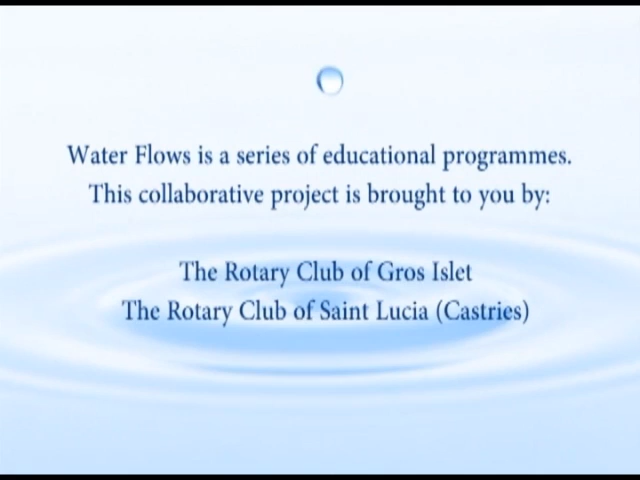 Water Flows is a series of educational programmes.
This collaborative project is brought to you by:
The Rotary Club of Gros Islet
The Rotary Club of Saint Lucia (Castries)